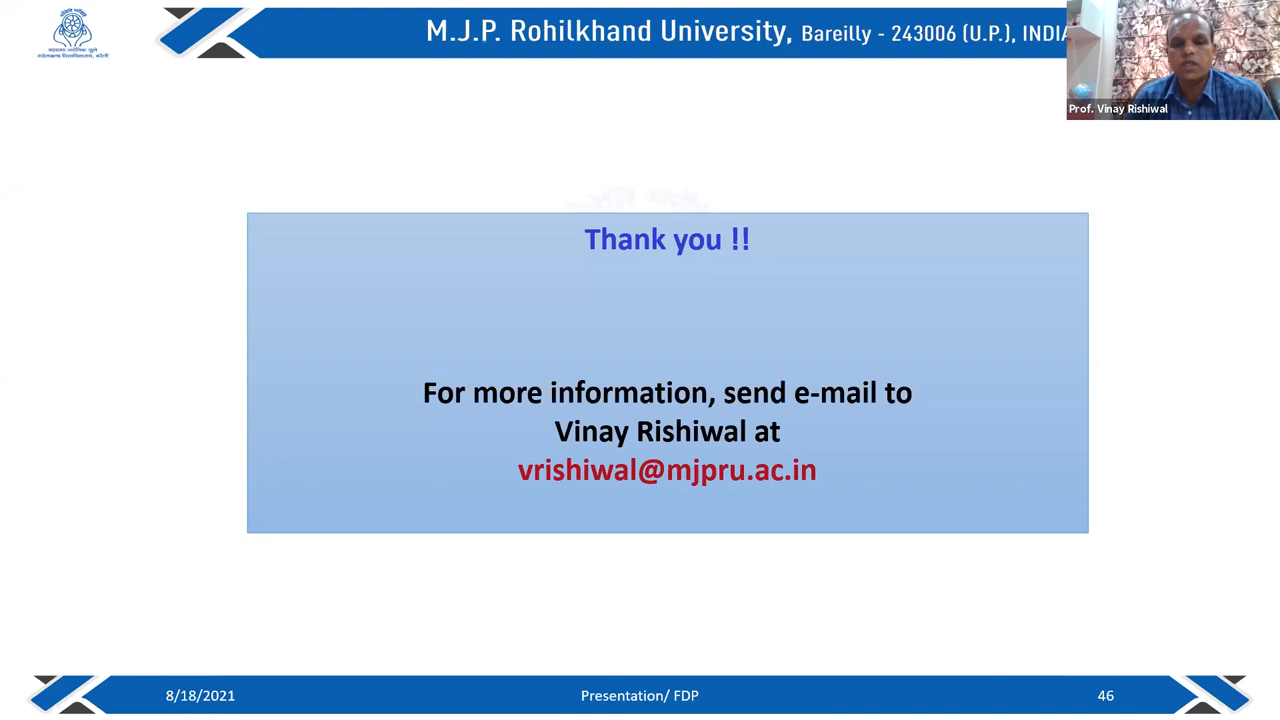 M.J.P. Rohilkhand University, Bareilly - 243006 (U.P.), INDIA
Prof. Vinay Rishiwal
Thank you !!
For more information, send e-mail to
Vinay Rishiwal at
vrishiwal@mjpru.ac.in
8/18/2021
Presentation/ FDP
46